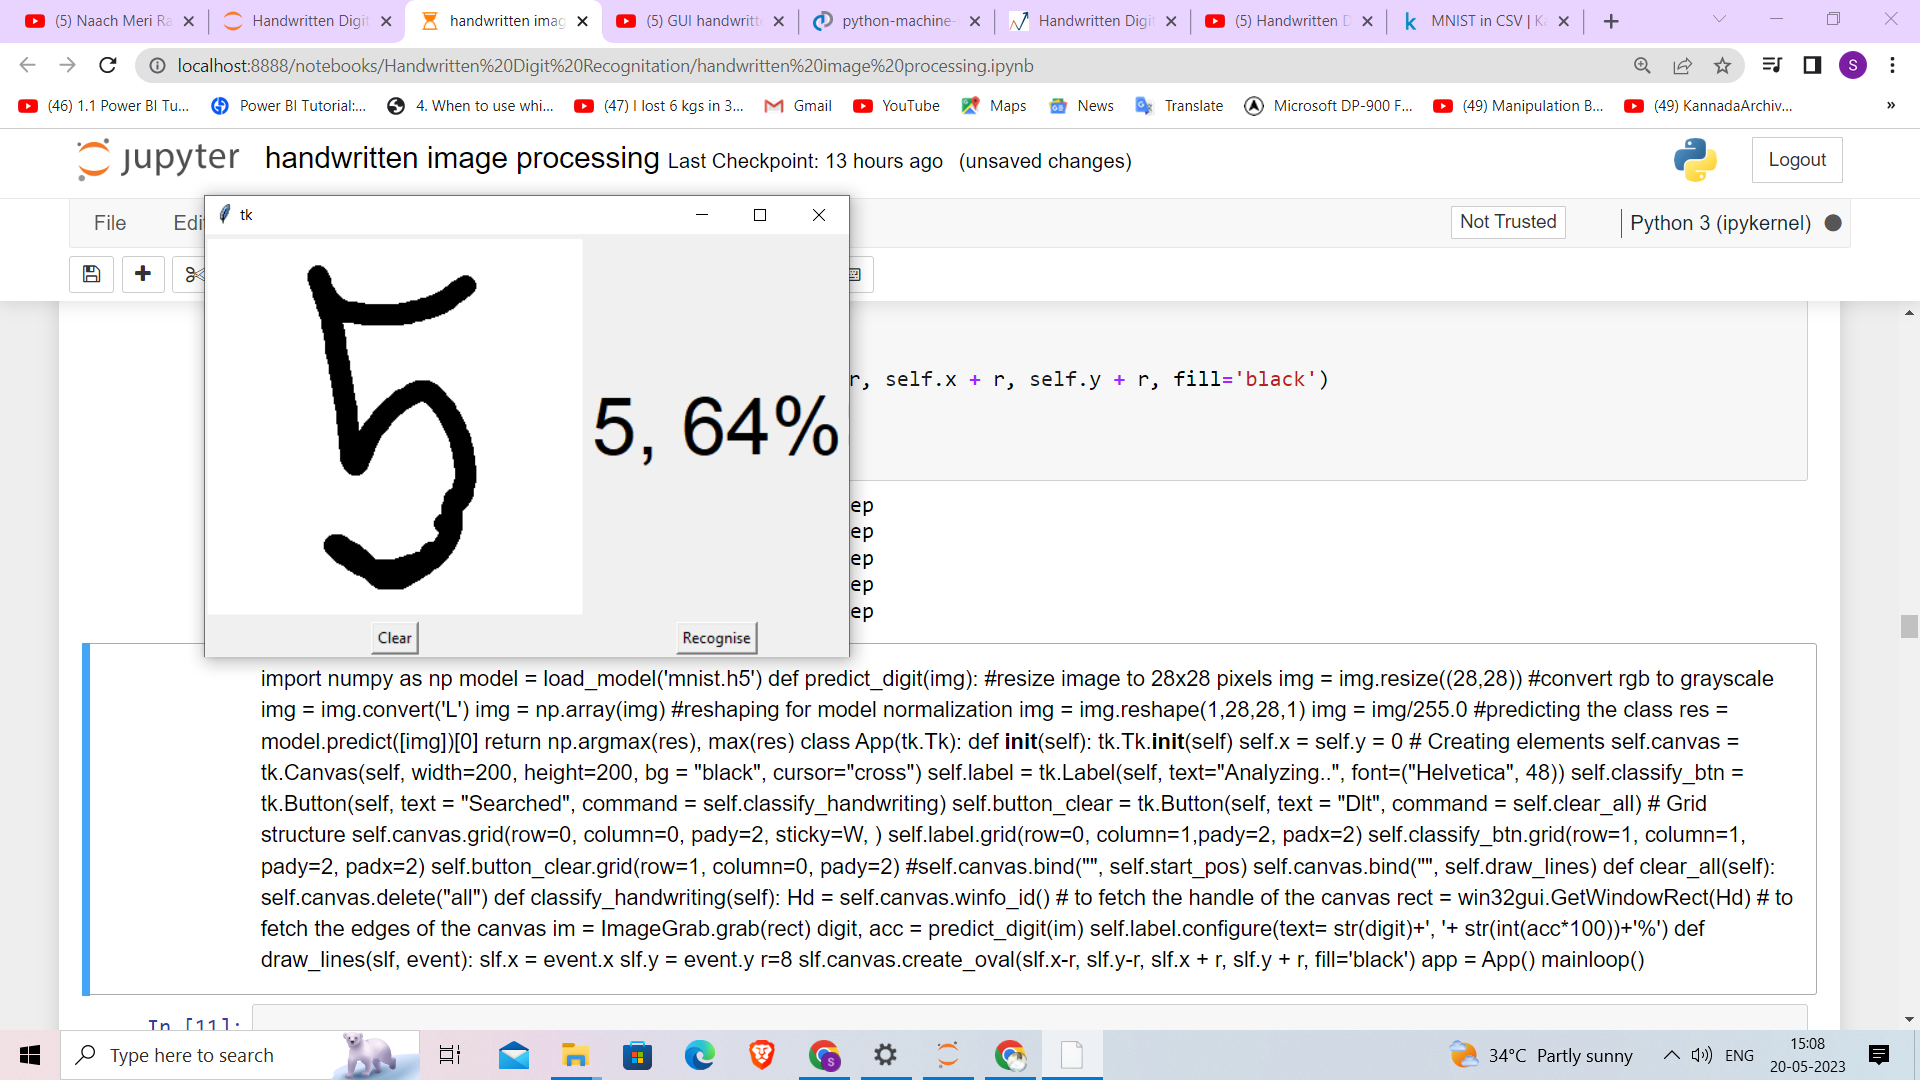 (5) Naach Meri Ra
Handwritten Digit
handwritten imag
(5) GUI handwritt
python-machine-
Handwritten Digi
(5) Handwritten D
MNIST in CSV | Ka
localhost:8888/notebooks/Handwritten%20Digit%20Recognitation/handwritten%20image%20processing.ipynb
S
(46) 1.1 Power BI Tu...
Power BI Tutorial:...
4. When to use whi...
(47) I lost 6 kgs in 3...
Gmail
YouTube
Maps
News
Translate
Microsoft DP-900 F...
(49) Manipulation B...
(49) KannadaArchiv...
»
jupyter
handwritten image processing Last Checkpoint: 13 hours ago (unsaved changes)
Logout
File
Edi
Not Trusted
Python 3 (ipykernel)
tk
5
5, 64%
Clear
Recognise
r, self.x + r, self.y + r, fill='black')
ep
ep
ep
ep
ep
import numpy as np model = load_model('mnist.h5') def predict_digit(img): #resize image to 28x28 pixels img = img.resize((28,28)) #convert rgb to grayscale
img = img.convert('L') img = np.array(img) #reshaping for model normalization img = img.reshape(1,28,28,1) img = img/255.0 #predicting the class res =
model.predict([img])[0] return np.argmax(res), max(res) class App(tk.Tk): def init(self): tk.Tk.init(self) self.x = self.y = 0 # Creating elements self.canvas =
tk.Canvas(self, width=200, height=200, bg = "black", cursor="cross") self.label = tk.Label(self, text="Analyzing..", font=("Helvetica", 48)) self.classify_btn =
tk.Button(self, text = "Searched", command = self.classify_handwriting) self.button_clear = tk.Button(self, text = "Dlt", command = self.clear_all) # Grid
structure self.canvas.grid(row=0, column=0, pady=2, sticky=W, ) self.label.grid(row=0, column=1,pady=2, padx=2) self.classify_btn.grid(row=1, column=1,
pady=2, padx=2) self.button_clear.grid(row=1, column=0, pady=2) #self.canvas.bind("", self.start_pos) self.canvas.bind("", self.draw_lines) def clear_all(self):
self.canvas.delete("all") def classify_handwriting(self): Hd = self.canvas.winfo_id() # to fetch the handle of the canvas rect = win32gui.GetWindowRect(Hd) # to
fetch the edges of the canvas im = ImageGrab.grab(rect) digit, acc = predict_digit(im) self.label.configure(text= str(digit)+', '+ str(int(acc*100))+'%') def
draw_lines(slf, event): slf.x = event.x slf.y = event.y r=8 slf.canvas.create_oval(slf.x-r, slf.y-r, slf.x + r, slf.y + r, fill='black') app = App() mainloop()
In [11]:
Type here to search
34°C Partly sunny
ENG
15:08
20-05-2023